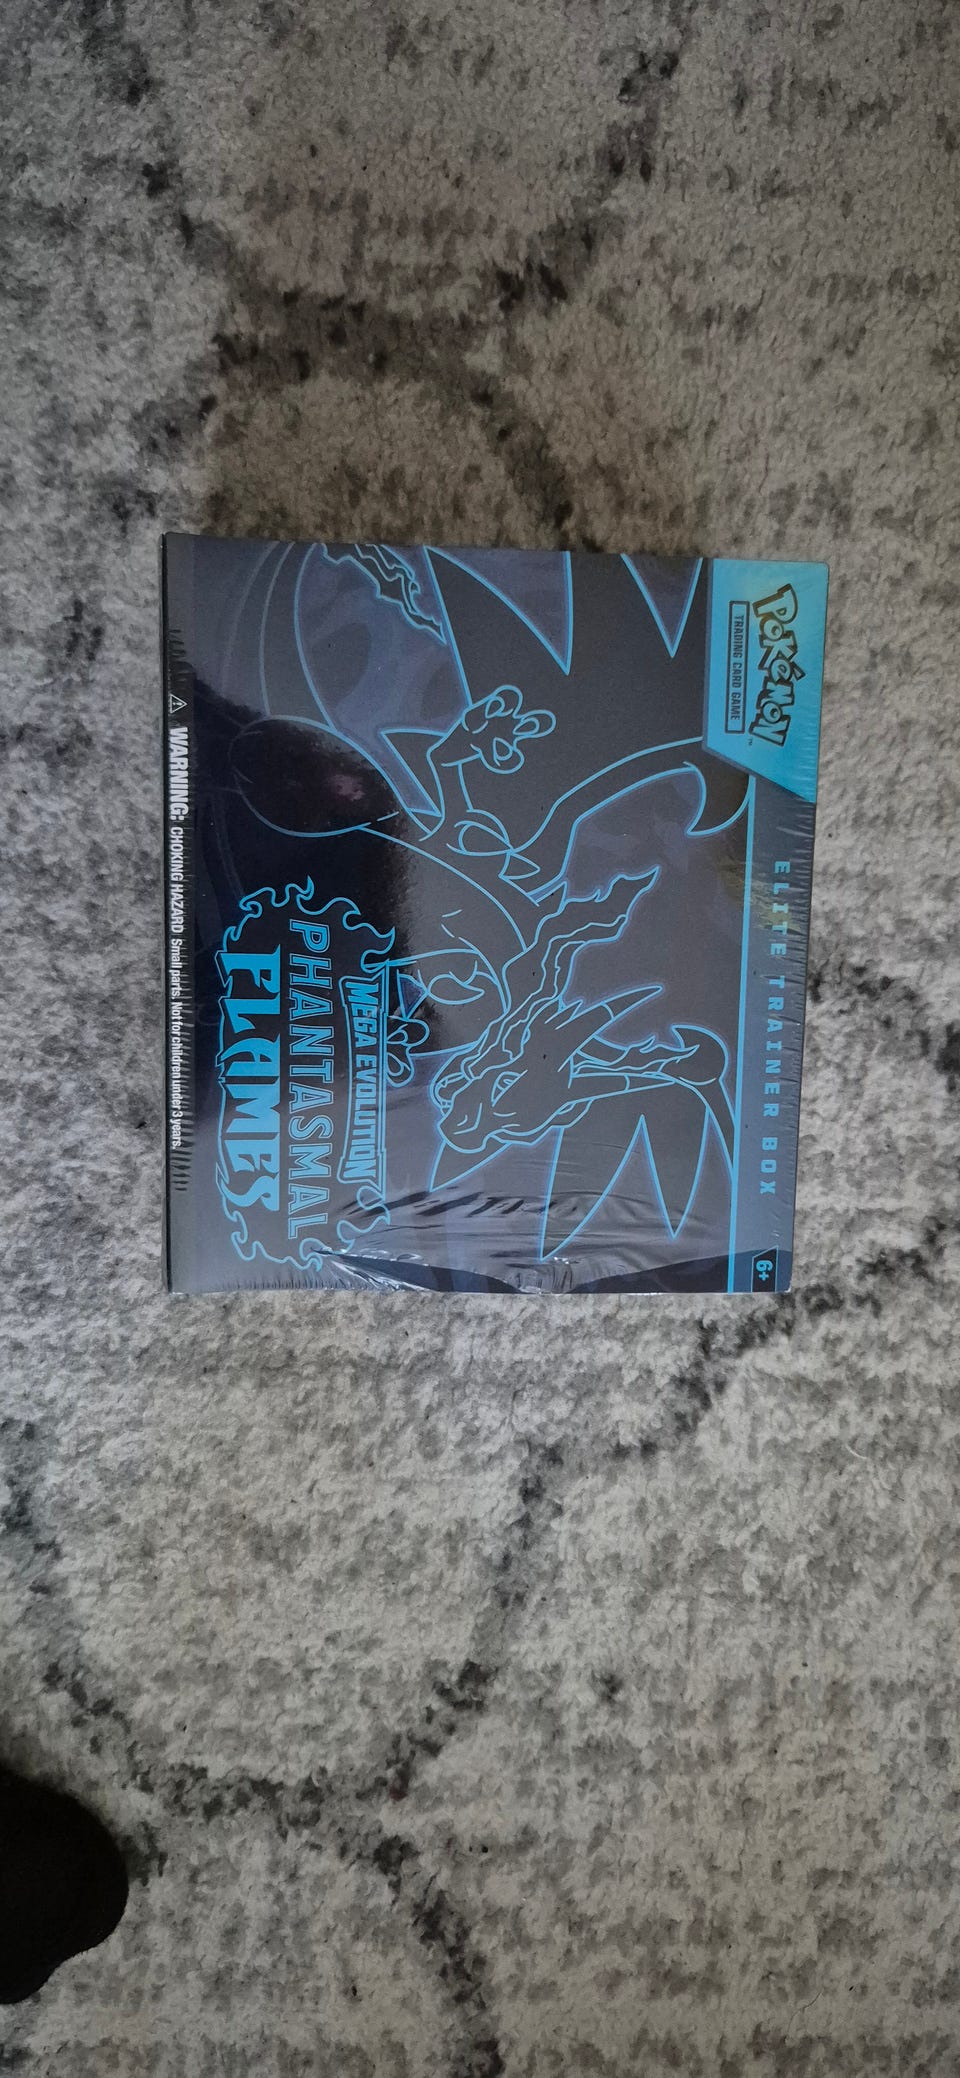 POKéMON
TRADING CARD GAME
™
ELITE TRAINER BOX
6+
MEGA EVOLUTION
PHANTASMAL
FLAMES
⚠ WARNING: CHOKING HAZARD Small parts. Not for children under 3 years.